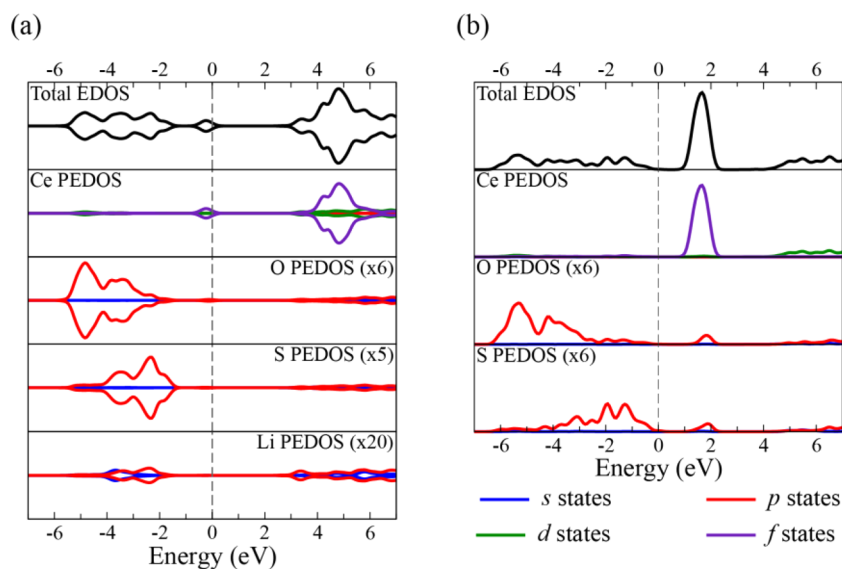 (a)
(b)
-6 -4 -2 0 2 4 6
Total EDOS
Ce PEDOS
O PEDOS (x6)
S PEDOS (x5)
Li PEDOS (x20)
-6 -4 -2 0 2 4 6
Energy (eV)
-6 -4 -2 0 2 4 6
Total EDOS
Ce PEDOS
O PEDOS (x6)
S PEDOS (x6)
-6 -4 -2 0 2 4 6
Energy (eV)
s states
p states
d states
f states